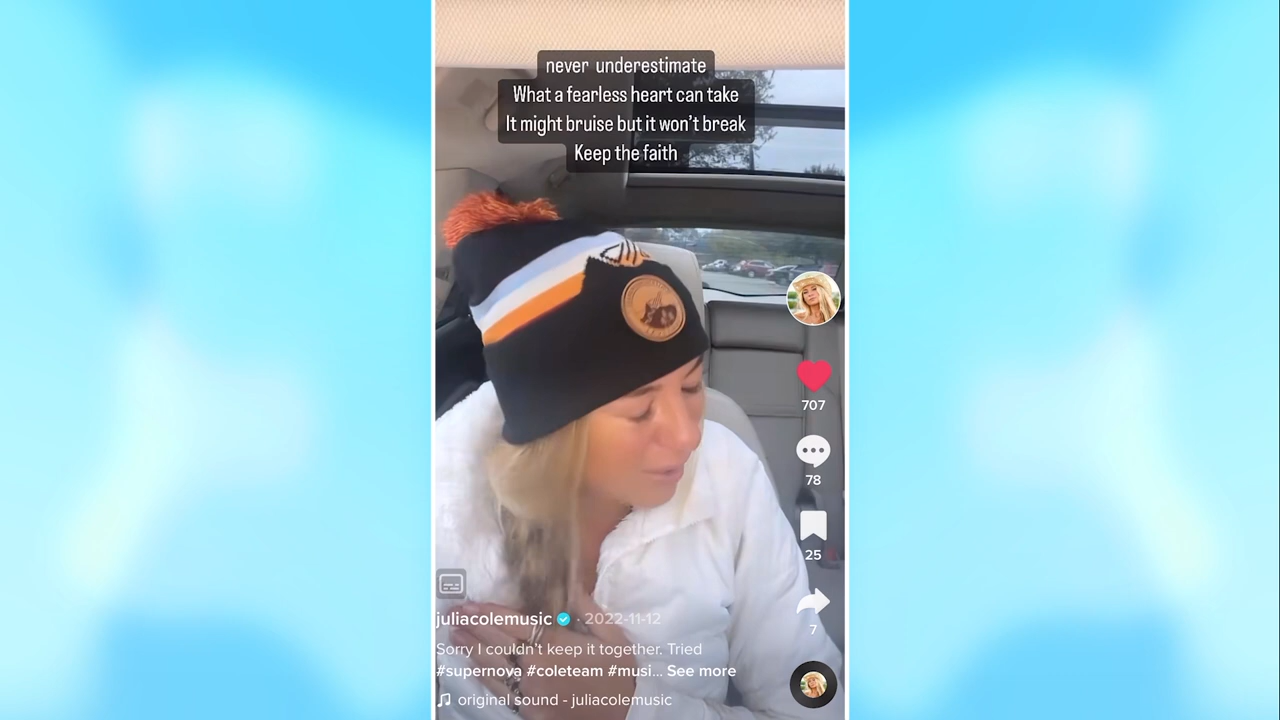 never underestimate
What a fearless heart can take
It might bruise but it won't break
Keep the faith
707
78
25
7
juliacolemusic · 2022-11-12
Sorry I couldn't keep it together. Tried
#supernova #coleteam #musi... See more
original sound - juliacolemusic